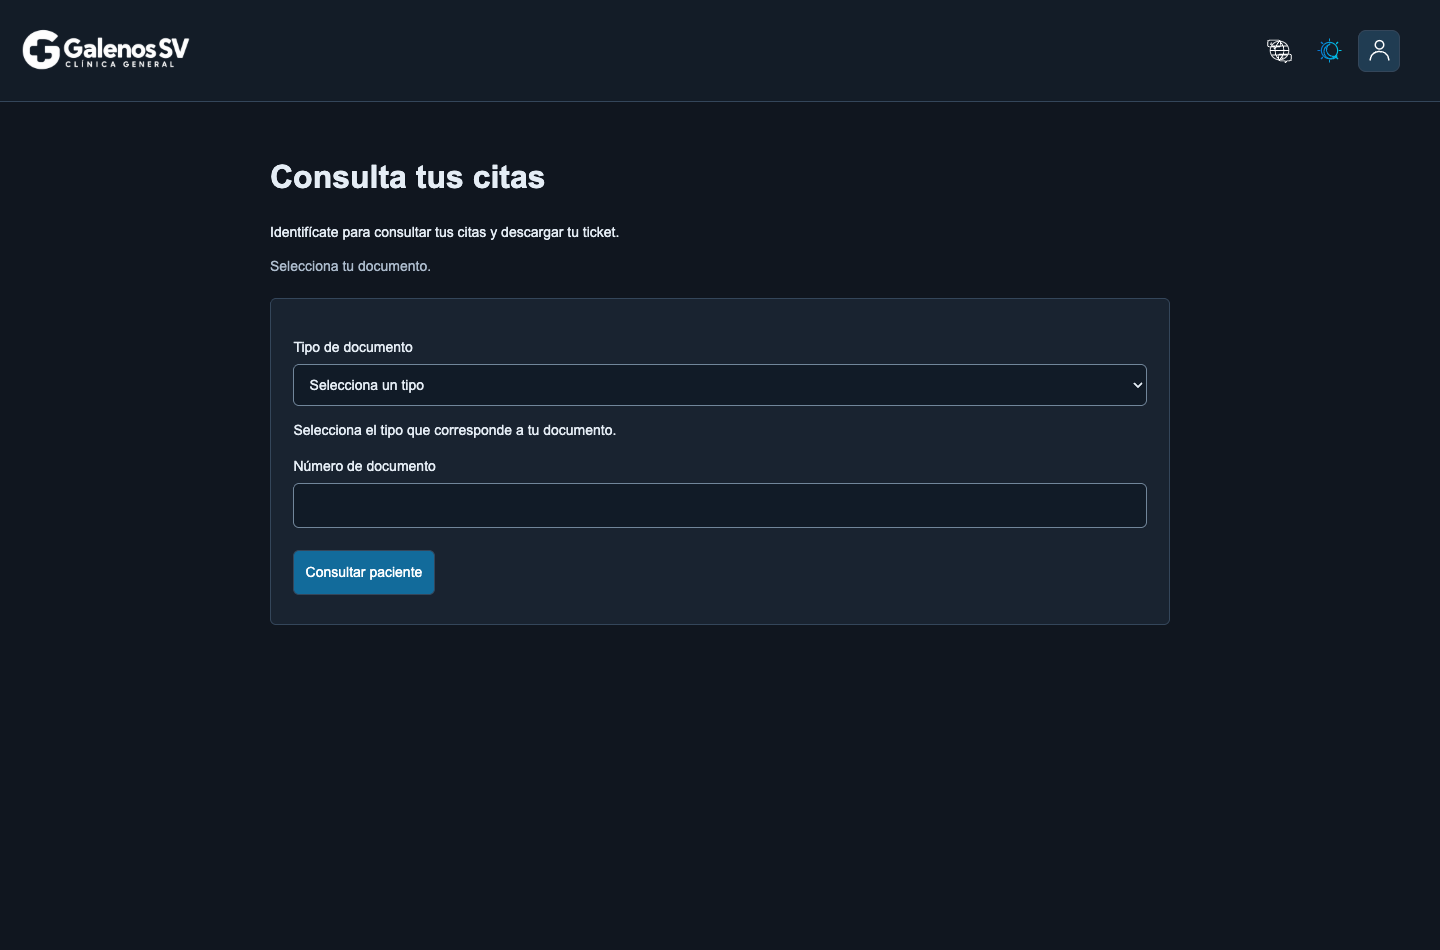 GalenosSV
CLÍNICA GENERAL
Consulta tus citas
Identifícate para consultar tus citas y descargar tu ticket.
Selecciona tu documento.
Tipo de documento
Selecciona un tipo
Selecciona el tipo que corresponde a tu documento.
Número de documento
Consultar paciente